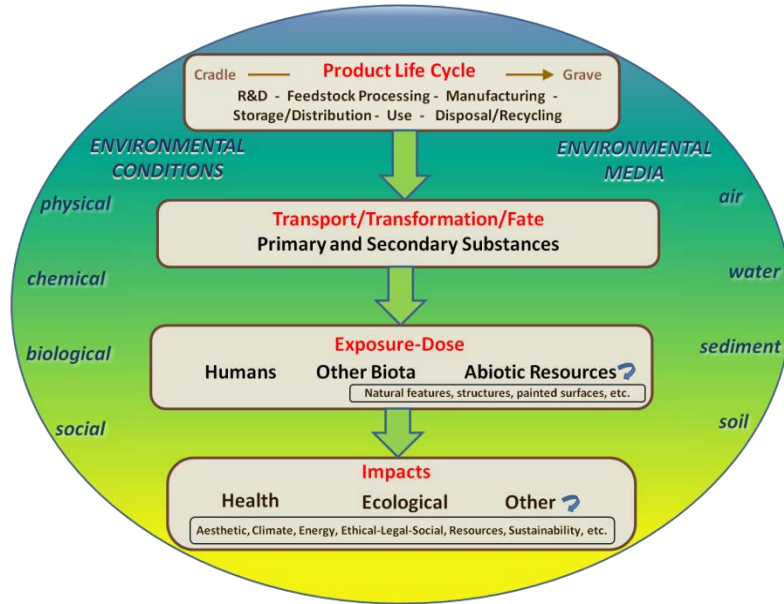 Product Life Cycle
Cradle
Grave
R&D - Feedstock Processing - Manufacturing -
Storage/Distribution - Use - Disposal/Recycling
ENVIRONMENTAL
CONDITIONS
physical
chemical
biological
social
ENVIRONMENTAL
MEDIA
air
water
sediment
soil
Transport/Transformation/Fate
Primary and Secondary Substances
Exposure-Dose
Humans Other Biota Abiotic Resources
Natural features, structures, painted surfaces, etc.
Impacts
Health Ecological Other
Aesthetic, Climate, Energy, Ethical-Legal-Social, Resources, Sustainability, etc.